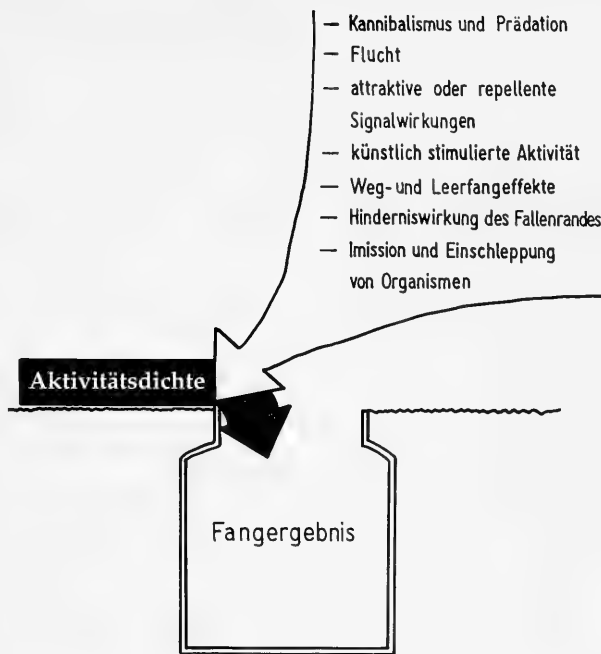 — Kannibalismus und Prädation
— Flucht
— attraktive oder repellente
Signalwirkungen
— künstlich stimulierte Aktivität
— Weg- und Leerfangeffekte
— Hinderniswirkung des Fallenrandes
— Imission und Einschleppung
von Organismen
Aktivitätsdichte
Fangergebnis